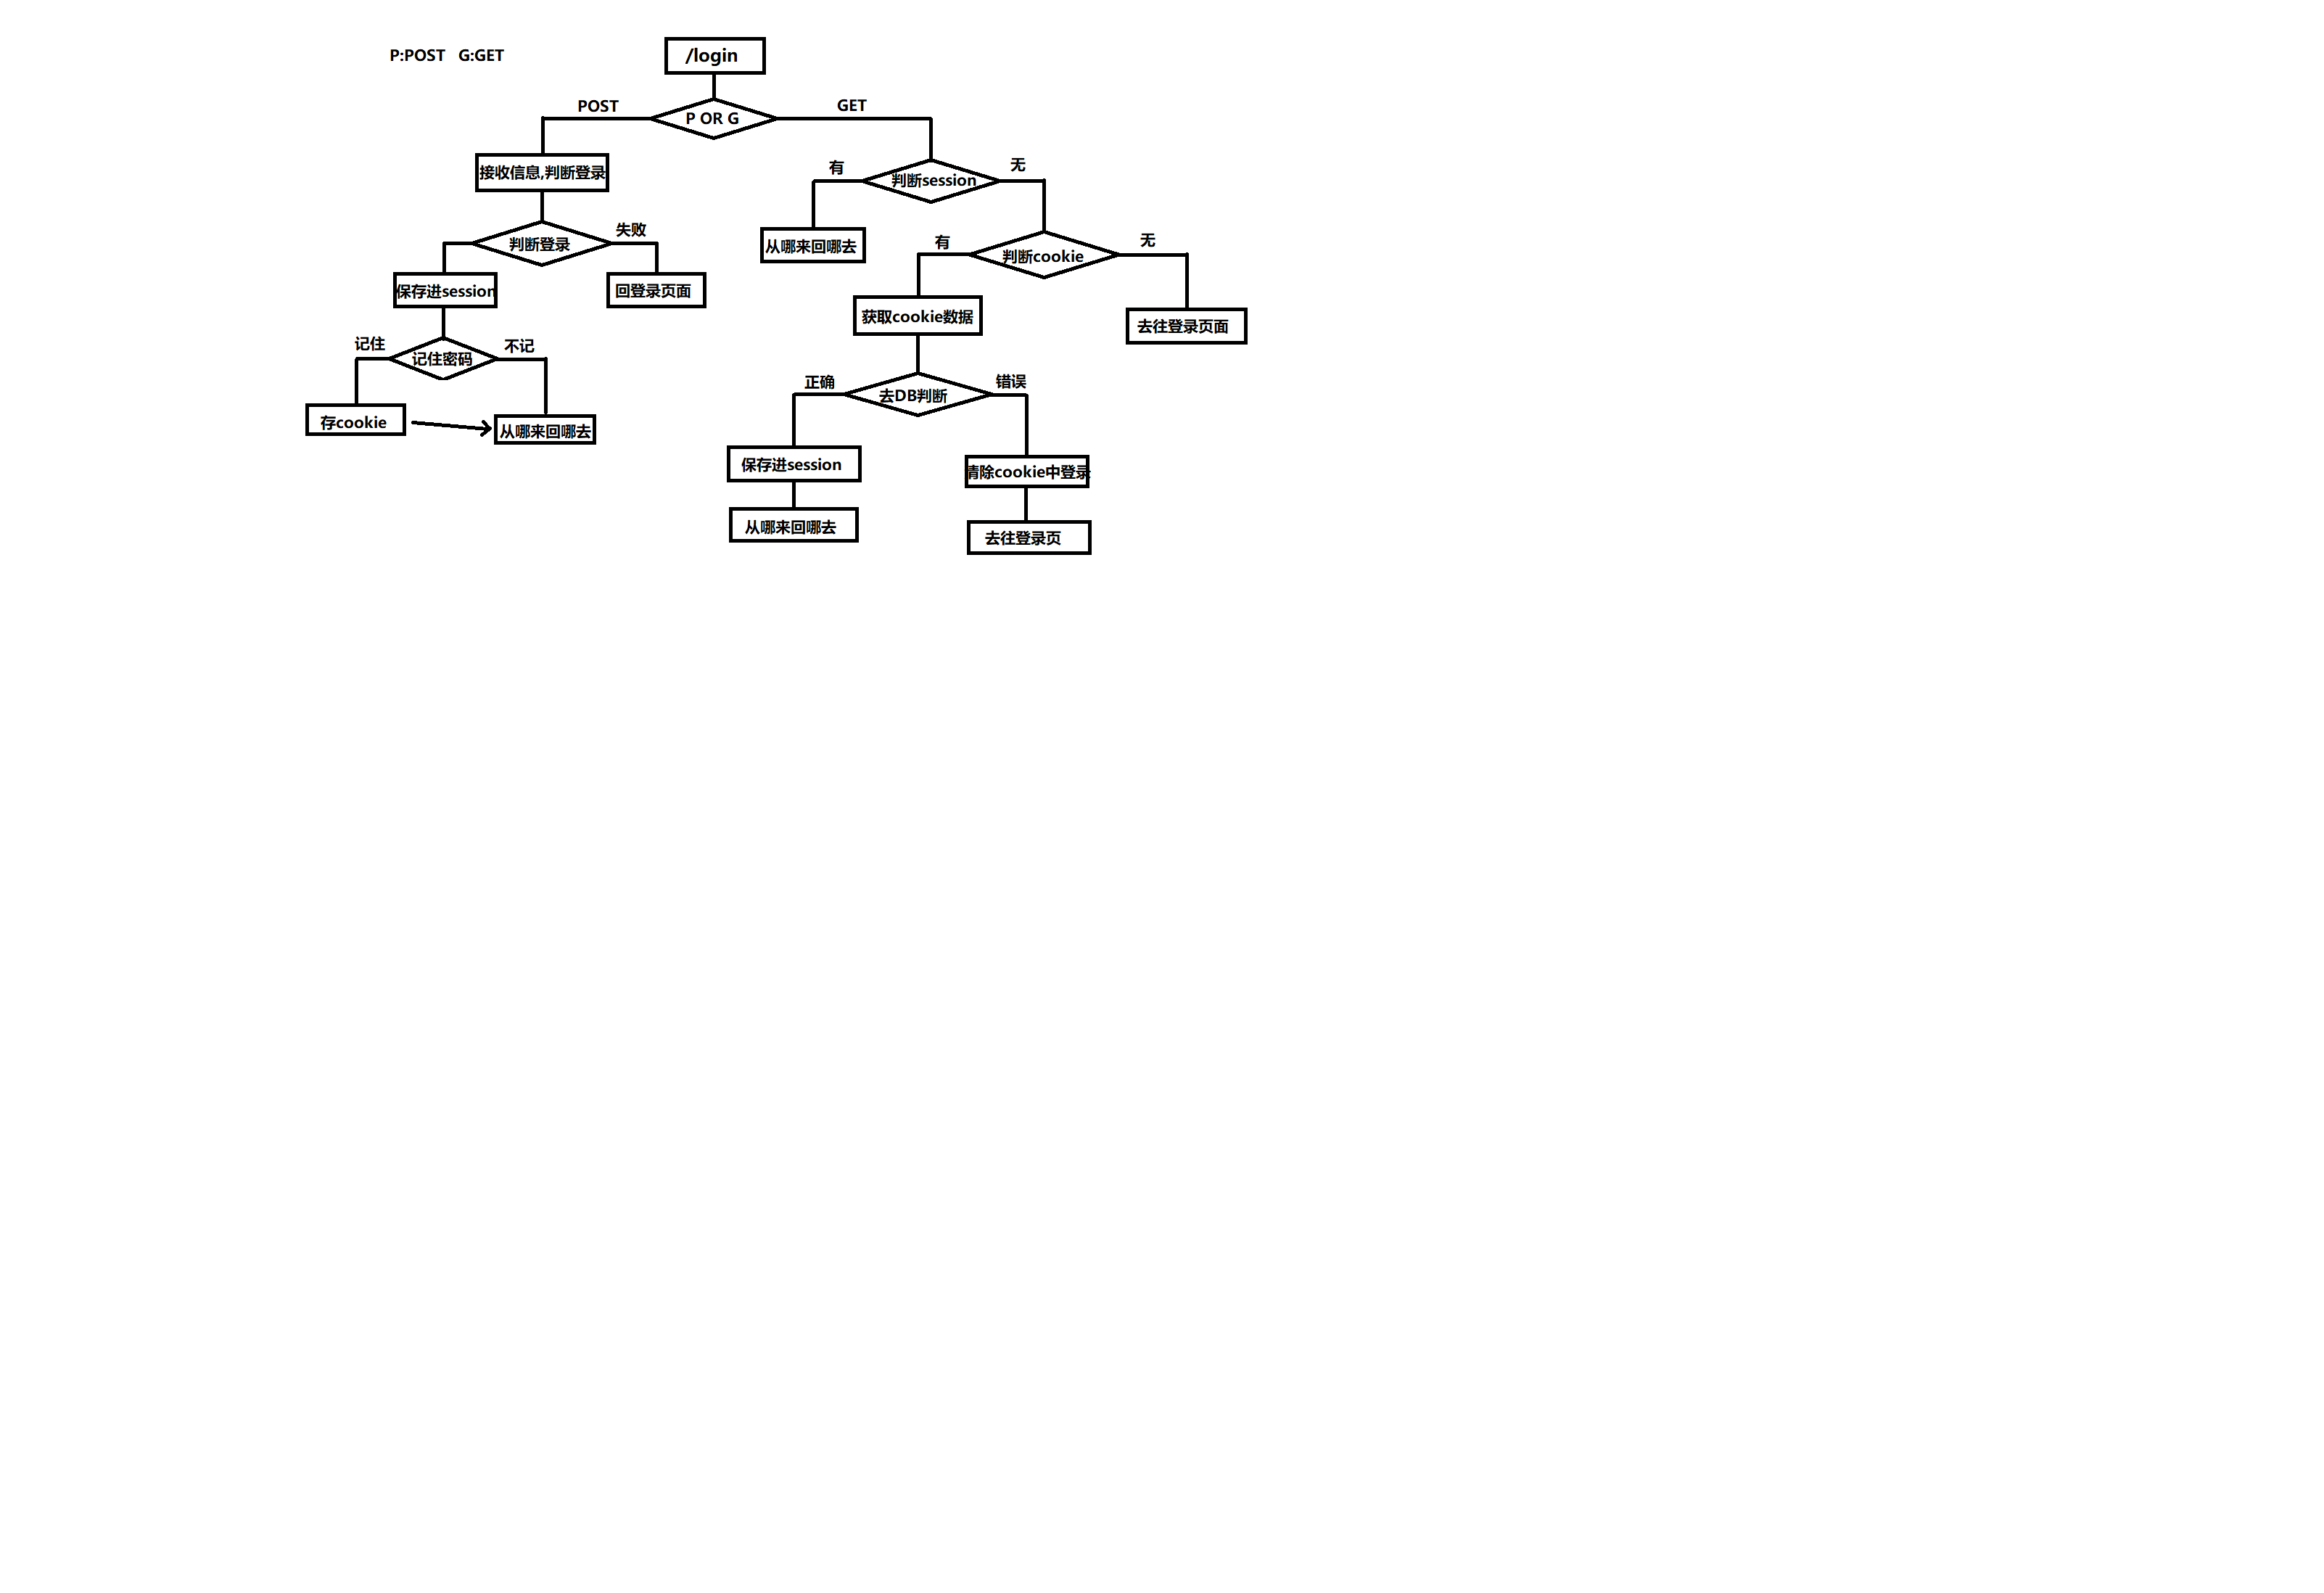 P:POST G:GET
/login
POST
P OR G
GET
接收信息,判断登录
有
判断session
无
判断登录
失败
从哪来回哪去
有
判断cookie
无
保存进session
回登录页面
获取cookie数据
去往登录页面
记住
记住密码
不记
正确
去DB判断
错误
存cookie
从哪来回哪去
保存进session
清除cookie中登录
从哪来回哪去
去往登录页